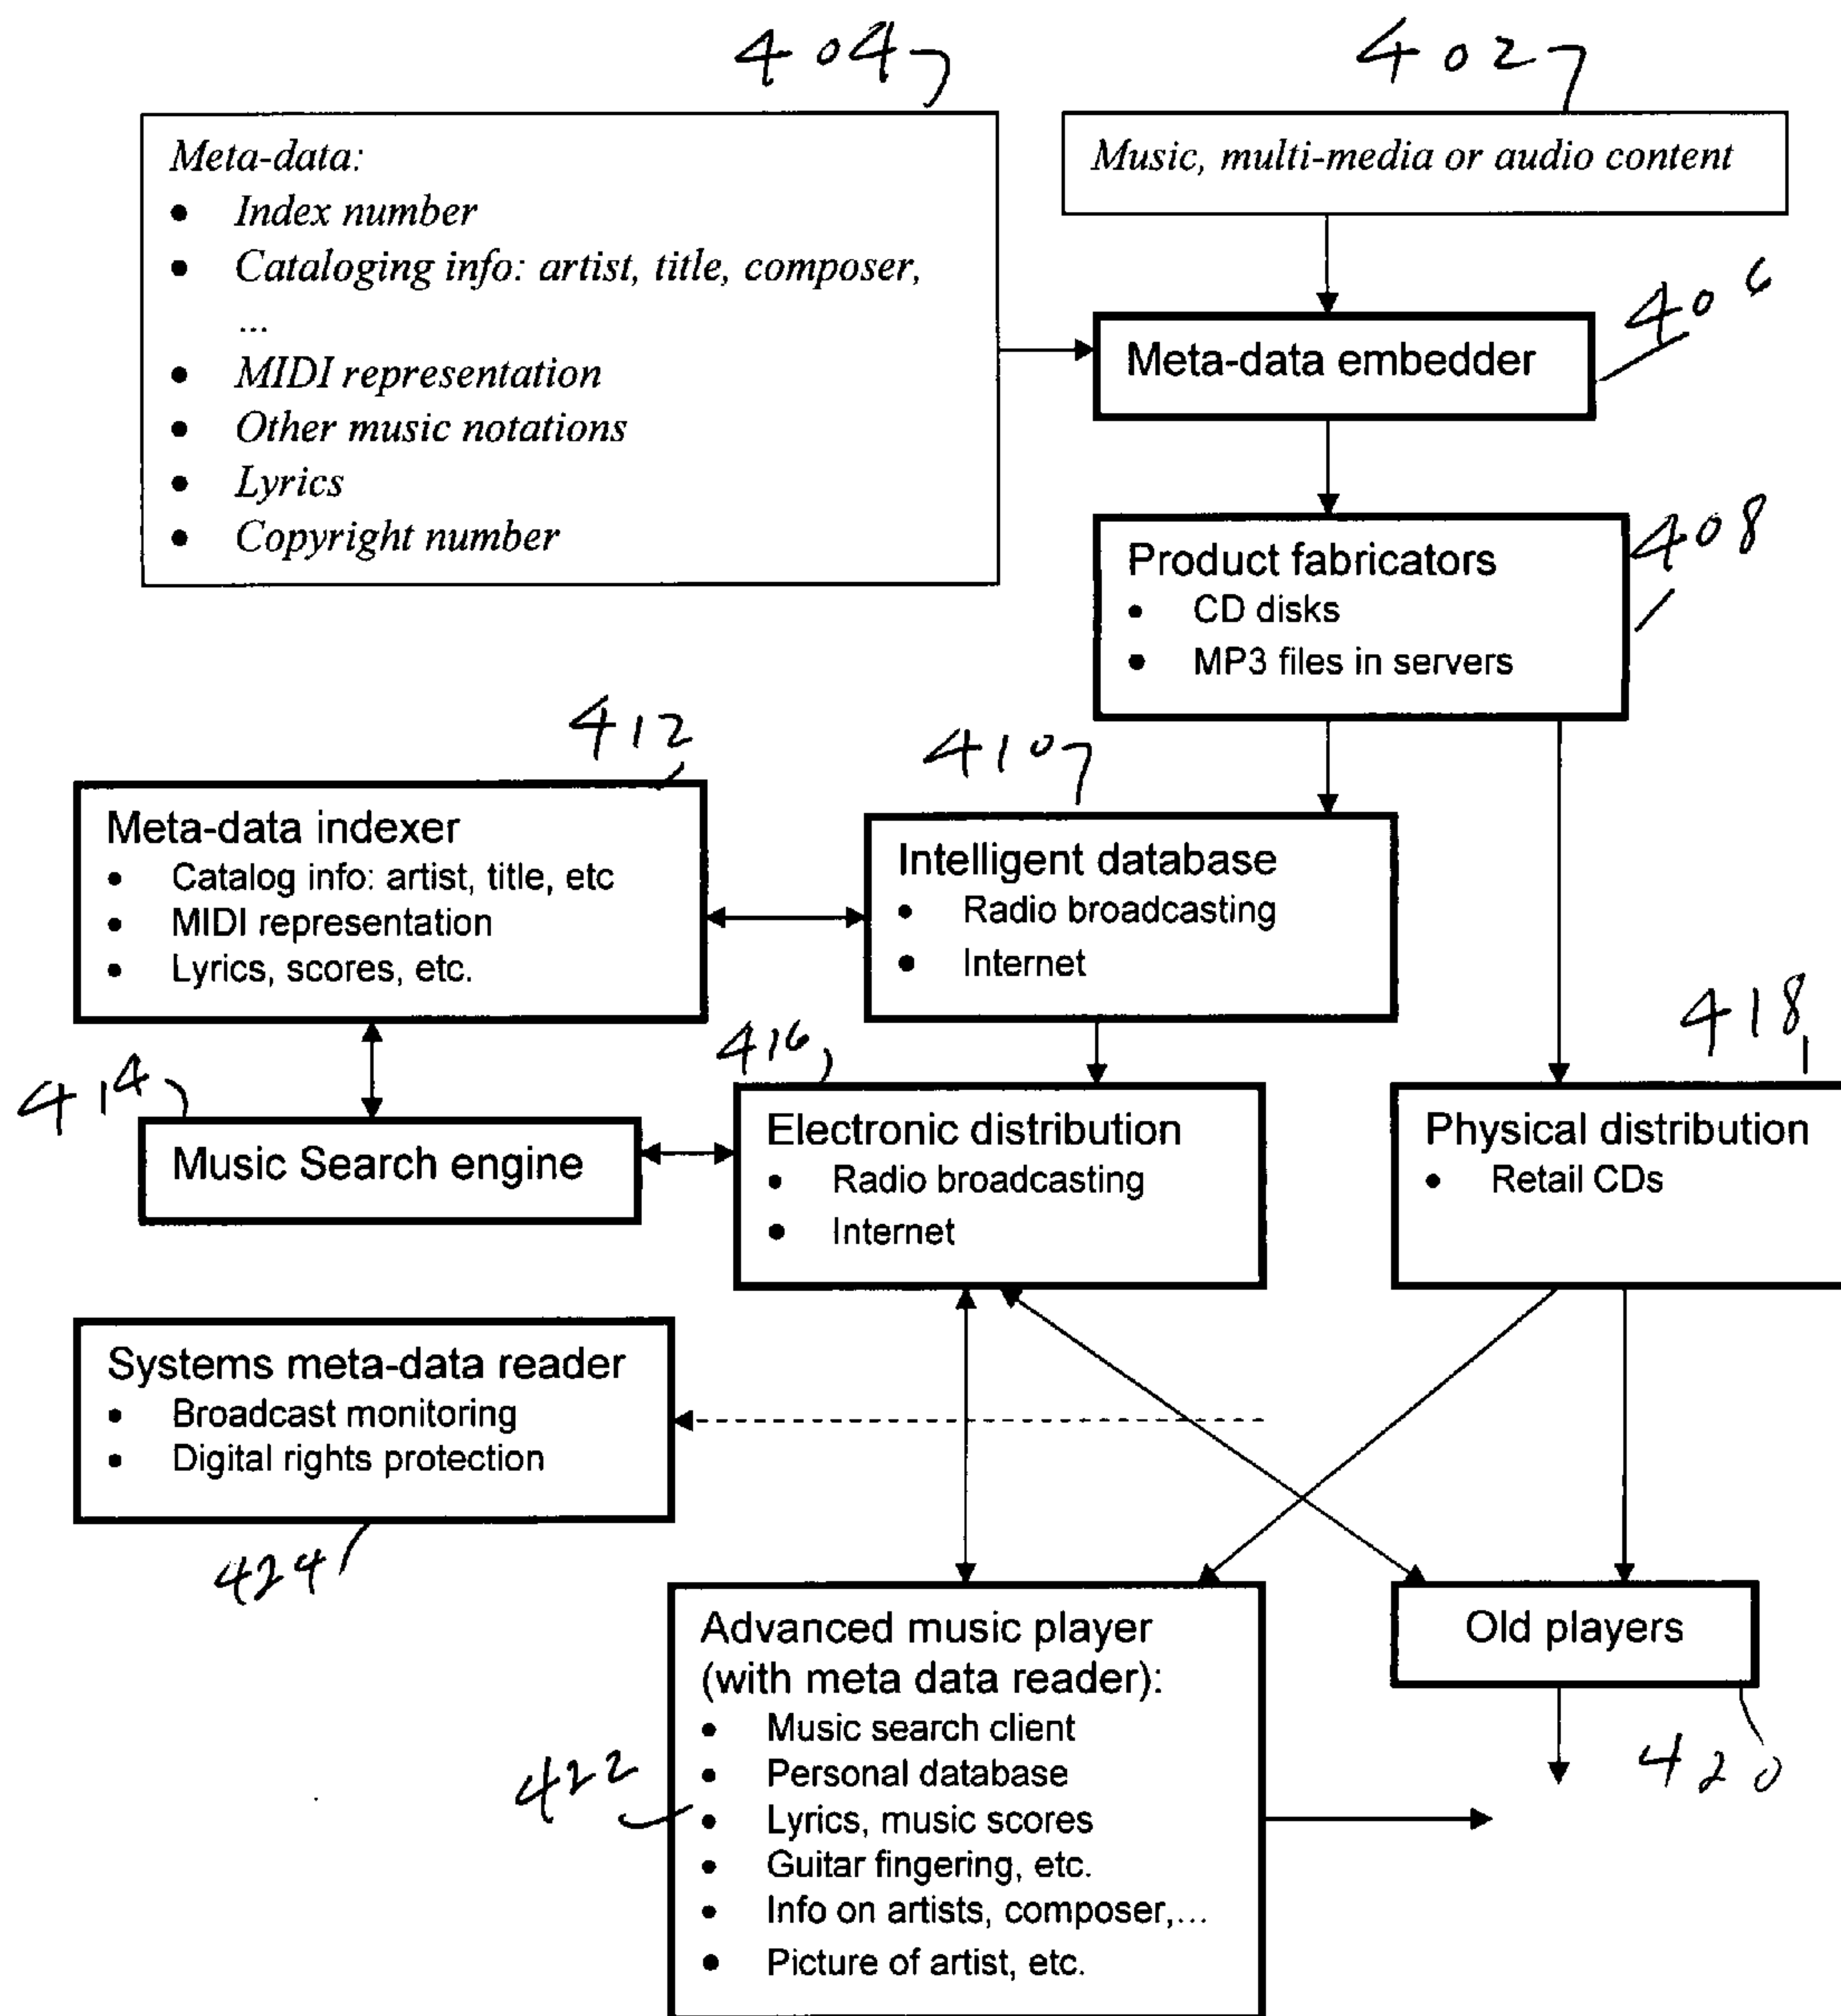 404
402
Meta-data:
• Index number
• Cataloging info: artist, title, composer,
...
• MIDI representation
• Other music notations
• Lyrics
• Copyright number
Music, multi-media or audio content
406
Meta-data embedder
408
Product fabricators
• CD disks
• MP3 files in servers
412
410
Meta-data indexer
• Catalog info: artist, title, etc
• MIDI representation
• Lyrics, scores, etc.
Intelligent database
• Radio broadcasting
• Internet
414
416
418
Music Search engine
Electronic distribution
• Radio broadcasting
• Internet
Physical distribution
• Retail CDs
Systems meta-data reader
• Broadcast monitoring
• Digital rights protection
424
Advanced music player
(with meta data reader):
• Music search client
• Personal database
• Lyrics, music scores
• Guitar fingering, etc.
• Info on artists, composer,...
• Picture of artist, etc.
422
Old players
420